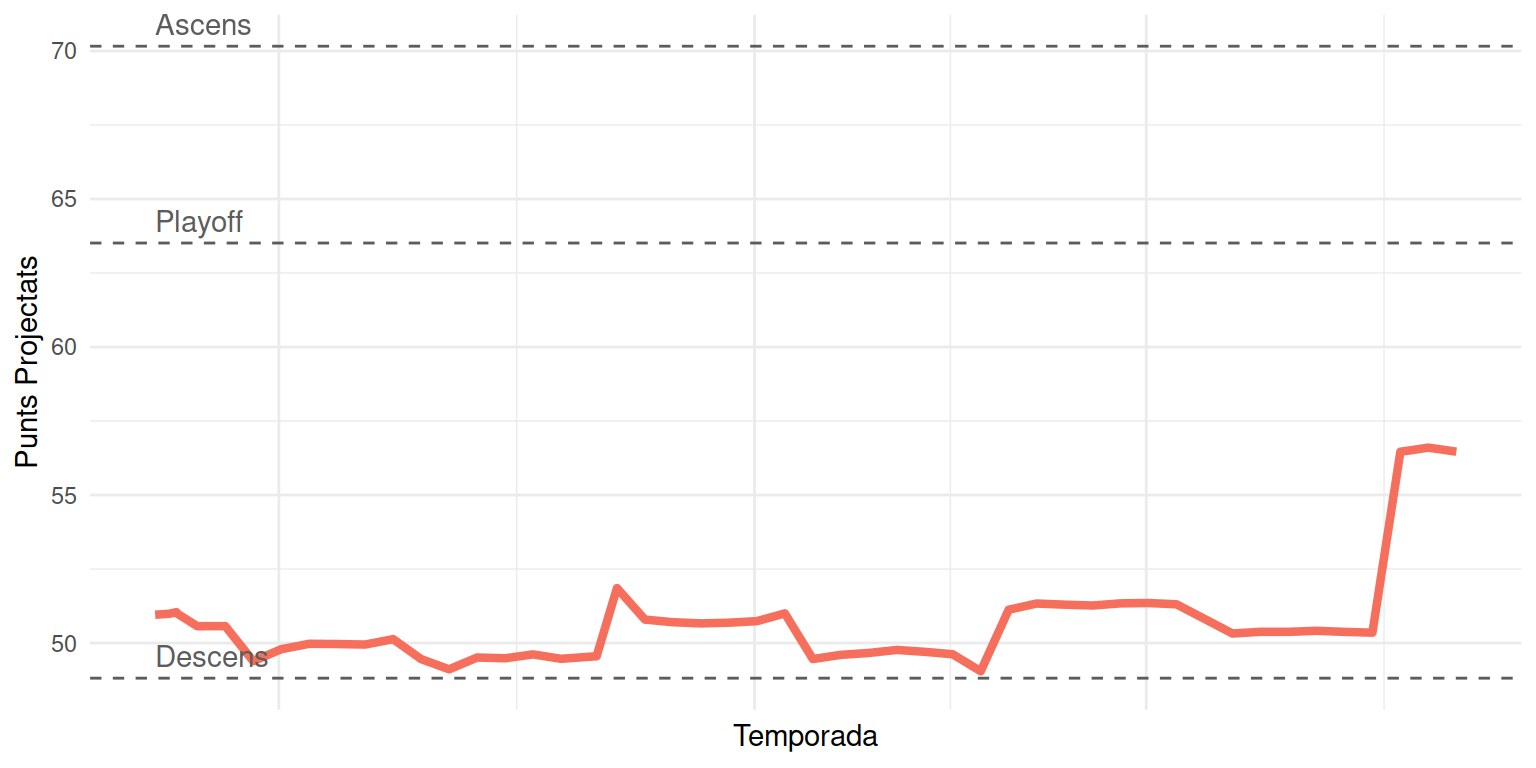 Ascens
70
65
Playoff
60
55
50
Descens
Punts Projectats
Temporada